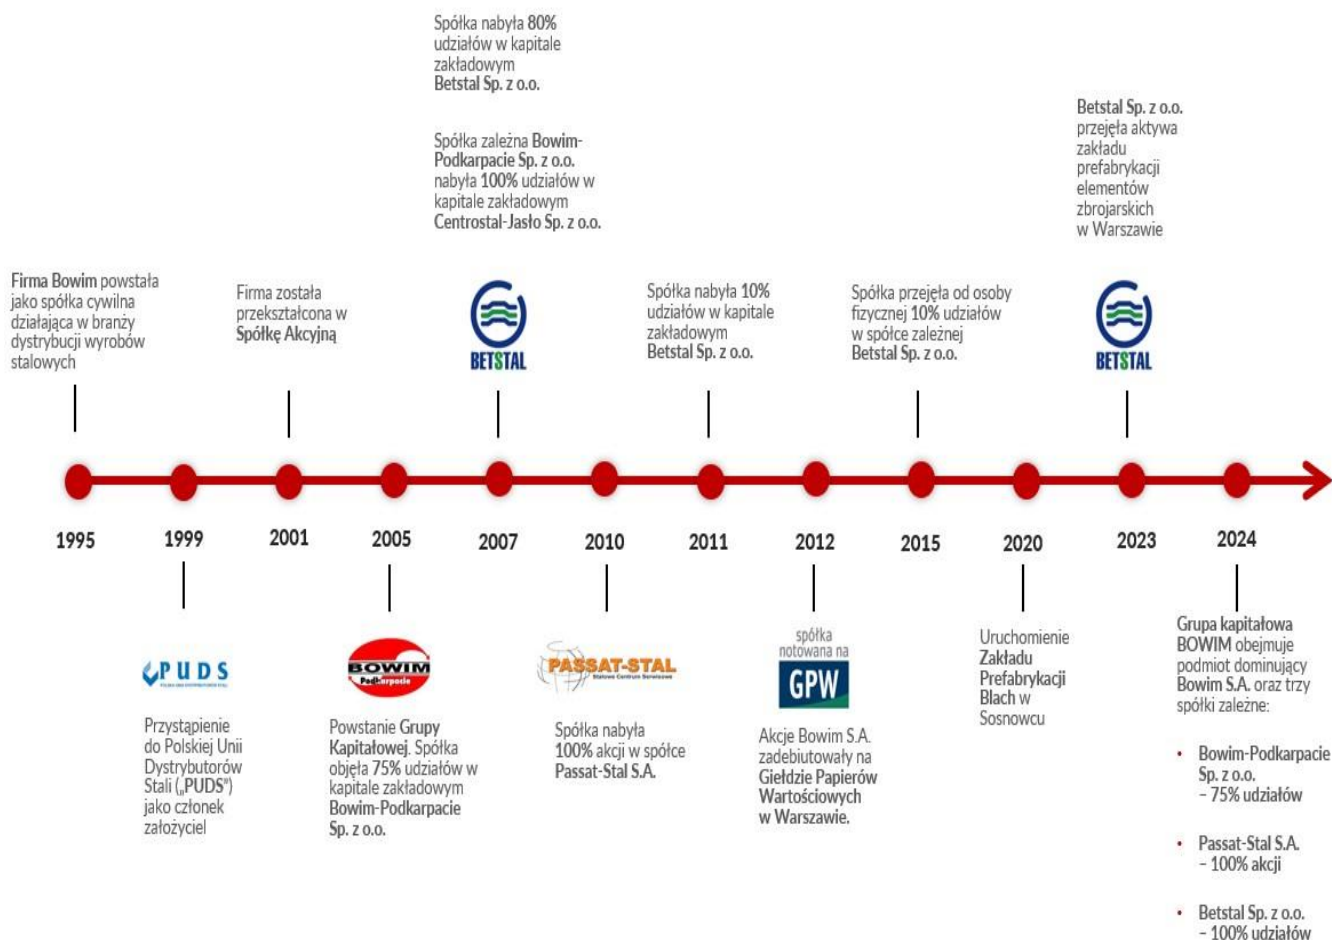 Spółka nabyła 80%
udziałów w kapitale
zakładowym
Betstal Sp. z o.o.
Spółka zależna Bowim-
Podkarpacie Sp. z o.o.
nabyła 100% udziałów w
kapitale zakładowym
Centrostal-Jasło Sp. z o.o.
Betstal Sp. z o.o.
przejęła aktywa
zakładu
prefabrykacji
elementów
zbrojarskich
w Warszawie
Firma Bowim powstała
jako spółka cywilna
działająca w branży
dystrybucji wyrobów
stalowych
Firma została
przekształcona w
Spółkę Akcyjną
BETSTAL
Spółka nabyła 10%
udziałów w kapitale
zakładowym
Betstal Sp. z o.o.
Spółka przejęła od osoby
fizycznej 10% udziałów
w spółce zależnej
Betstal Sp. z o.o.
BETSTAL
1995
1999
2001
2005
2007
2010
2011
2012
2015
2020
2023
2024
PUDS
Przystąpienie
do Polskiej Unii
Dystrybutorów
Stali („PUDS”)
jako członek
założyciel
BOWIM
Podkarpacie
Powstanie Grupy
Kapitałowej. Spółka
objęła 75% udziałów w
kapitale zakładowym
Bowim-Podkarpacie
Sp. z o.o.
PASSAT-STAL
Stalowe Centrum Serwisowe
Spółka nabyła
100% akcji w spółce
Passat-Stal S.A.
spółka
notowana na
GPW
Akcje Bowim S.A.
zadebiutowały na
Giełdzie Papierów
Wartościowych
w Warszawie.
Uruchomienie
Zakładu
Prefabrykacji
Blach w
Sosnowcu
Grupa kapitałowa
BOWIM obejmuje
podmiot dominujący
Bowim S.A. oraz trzy
spółki zależne:
• Bowim-Podkarpacie
Sp. z o.o.
– 75% udziałów
• Passat-Stal S.A.
– 100% akcji
• Betstal Sp. z o.o.
– 100% udziałów